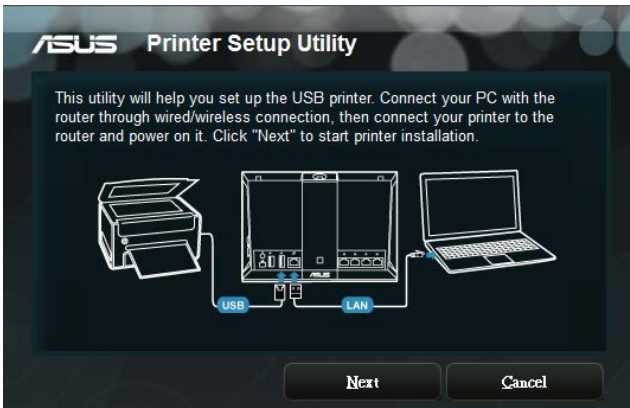 ASUS Printer Setup Utility
This utility will help you set up the USB printer. Connect your PC with the
router through wired/wireless connection, then connect your printer to the
router and power on it. Click "Next" to start printer installation.
ASUS
USB
LAN
Next
Cancel